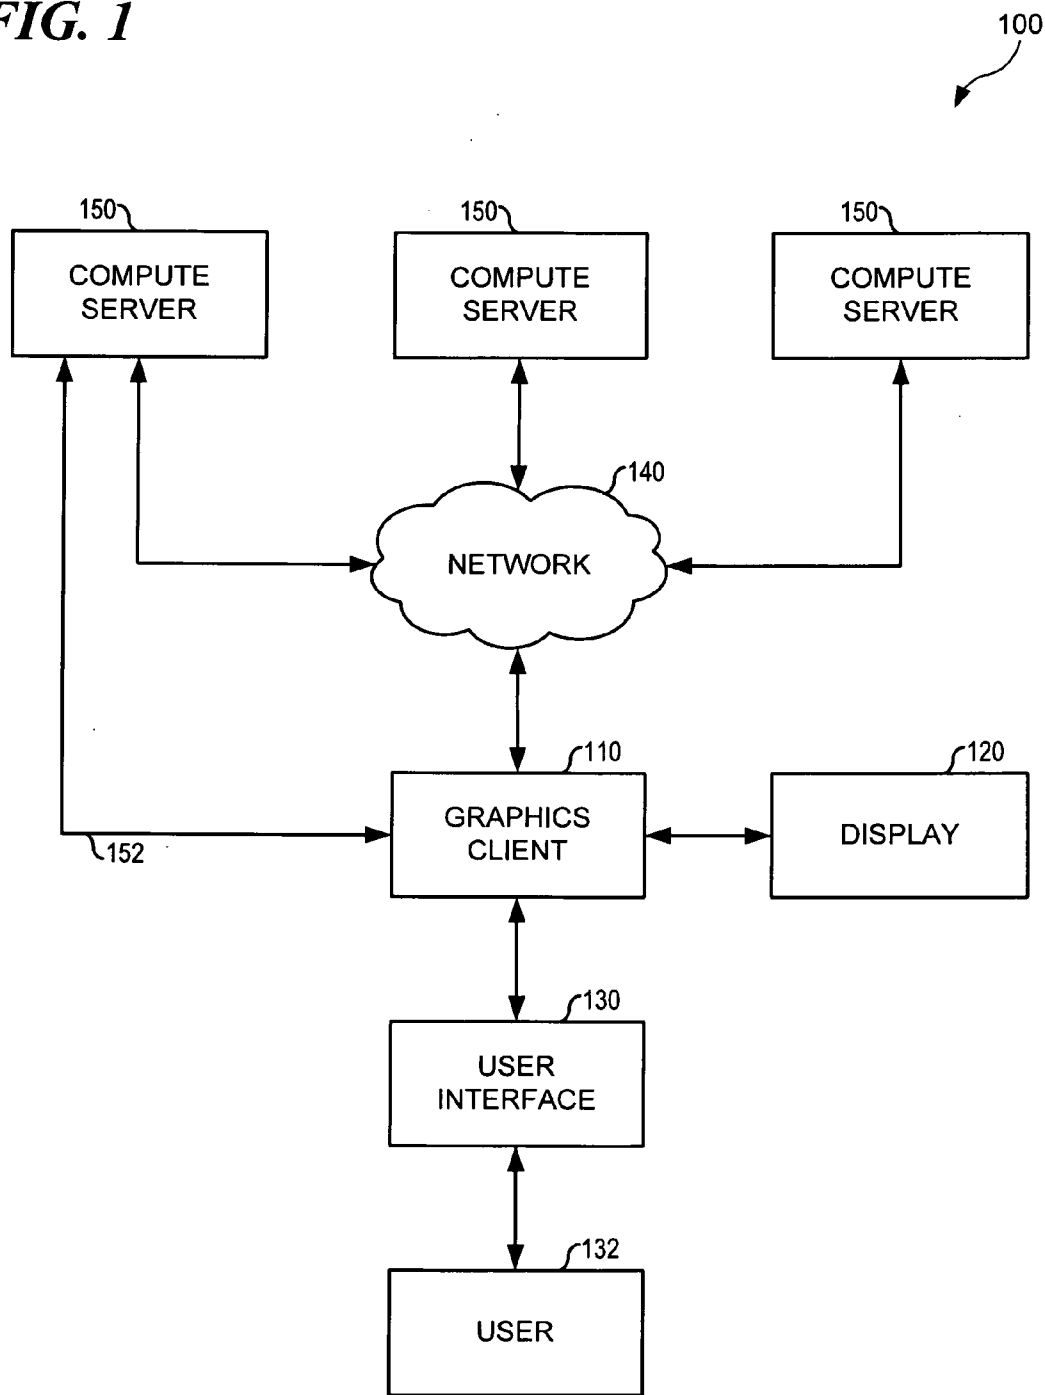 FIG. 1
100
150
150
150
COMPUTE
SERVER
COMPUTE
SERVER
COMPUTE
SERVER
140
NETWORK
110
120
GRAPHICS
CLIENT
DISPLAY
152
130
USER
INTERFACE
132
USER